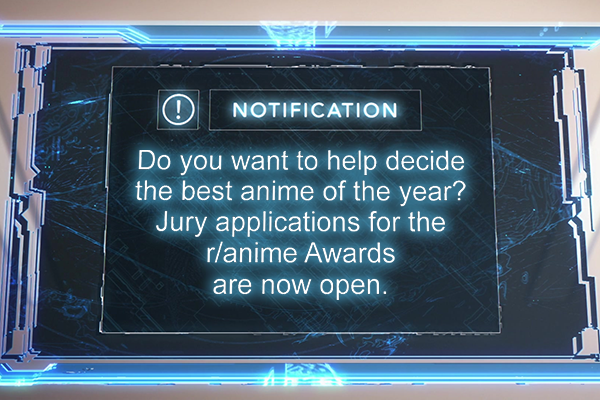 NOTIFICATION
Do you want to help decide
the best anime of the year?
Jury applications for the
r/anime Awards
are now open.